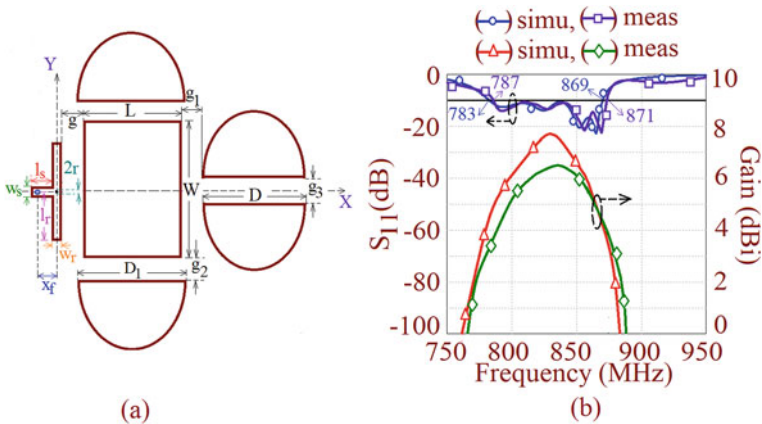 Y
g
L
g1
ls
ws
2r
lr
wr
xf
W
D
g3
X
D1
g2
(a)
( ) simu, ( ) meas
( ) simu, ( ) meas
0
-20
-40
-60
-80
-100
S11(dB)
787
783
869
871
10
8
6
4
2
0
Gain (dBi)
750 800 850 900 950
Frequency (MHz)
(b)